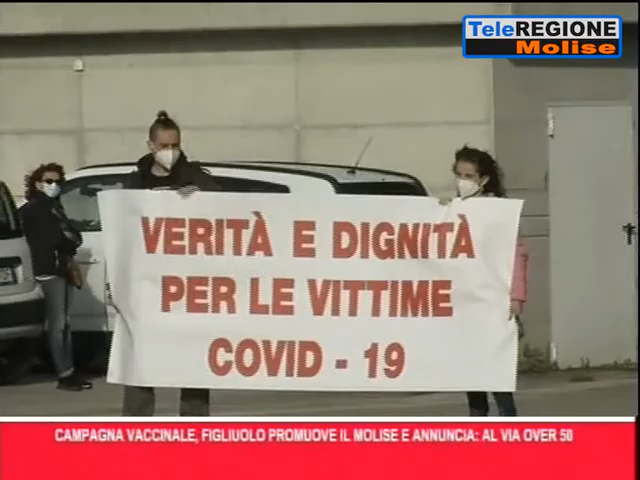 TeleREGIONE
Molise
VERITÀ E DIGNITÀ
PER LE VITTIME
COVID - 19
CAMPAGNA VACCINALE, FIGLIUOLO PROMUOVE IL MOLISE E ANNUNCIA: AL VIA OVER 50